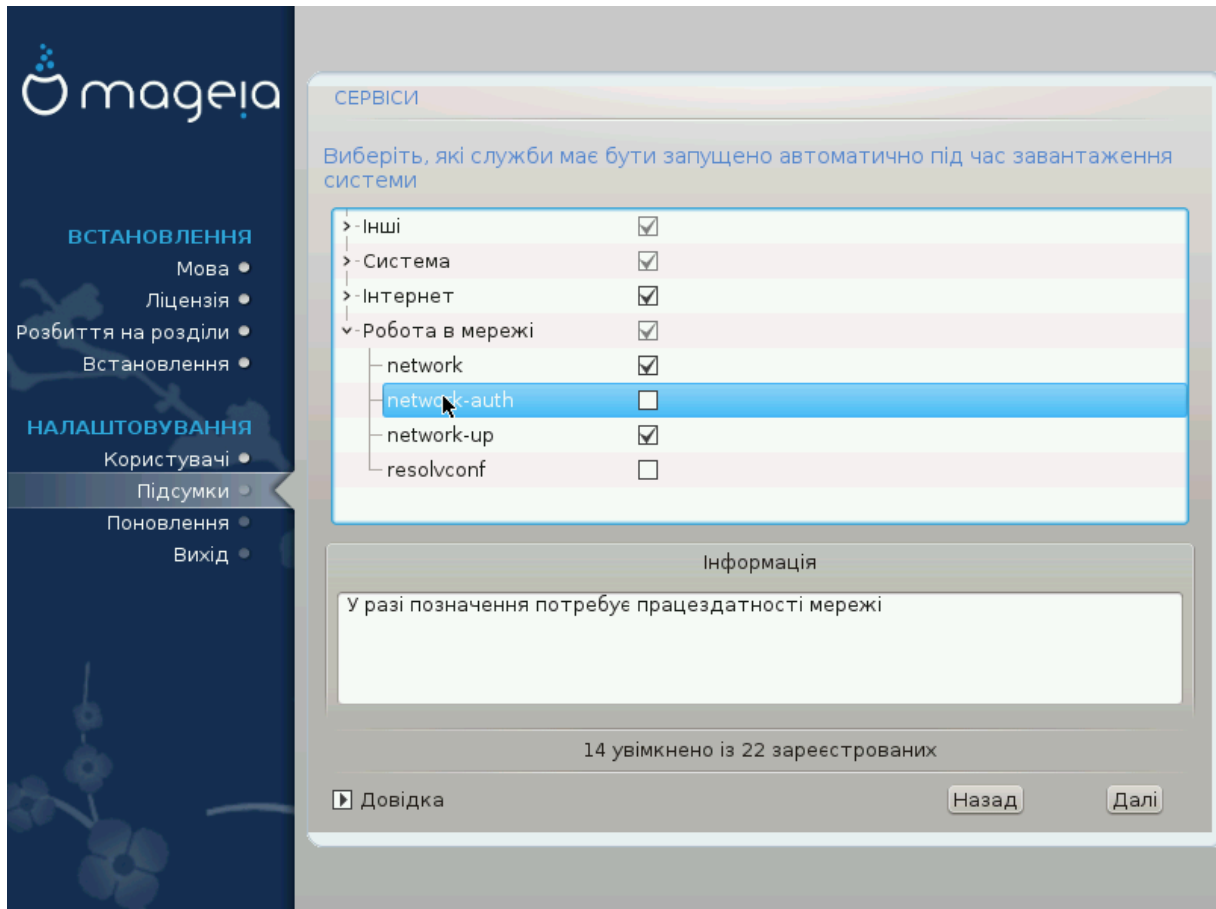 mageia
ВСТАНОВЛЕННЯ
Мова
Ліцензія
Розбиття на розділи
Встановлення
НАЛАШТОВУВАННЯ
Користувачі
Підсумки
Поновлення
Вихід
СЕРВІСИ
Виберіть, які служби має бути запущено автоматично під час завантаження
системи
Інші
Система
Інтернет
Робота в мережі
network
network-auth
network-up
resolvconf
Інформація
У разі позначення потребує працездатності мережі
14 увімкнено із 22 зареєстрованих
Довідка
Назад
Далі